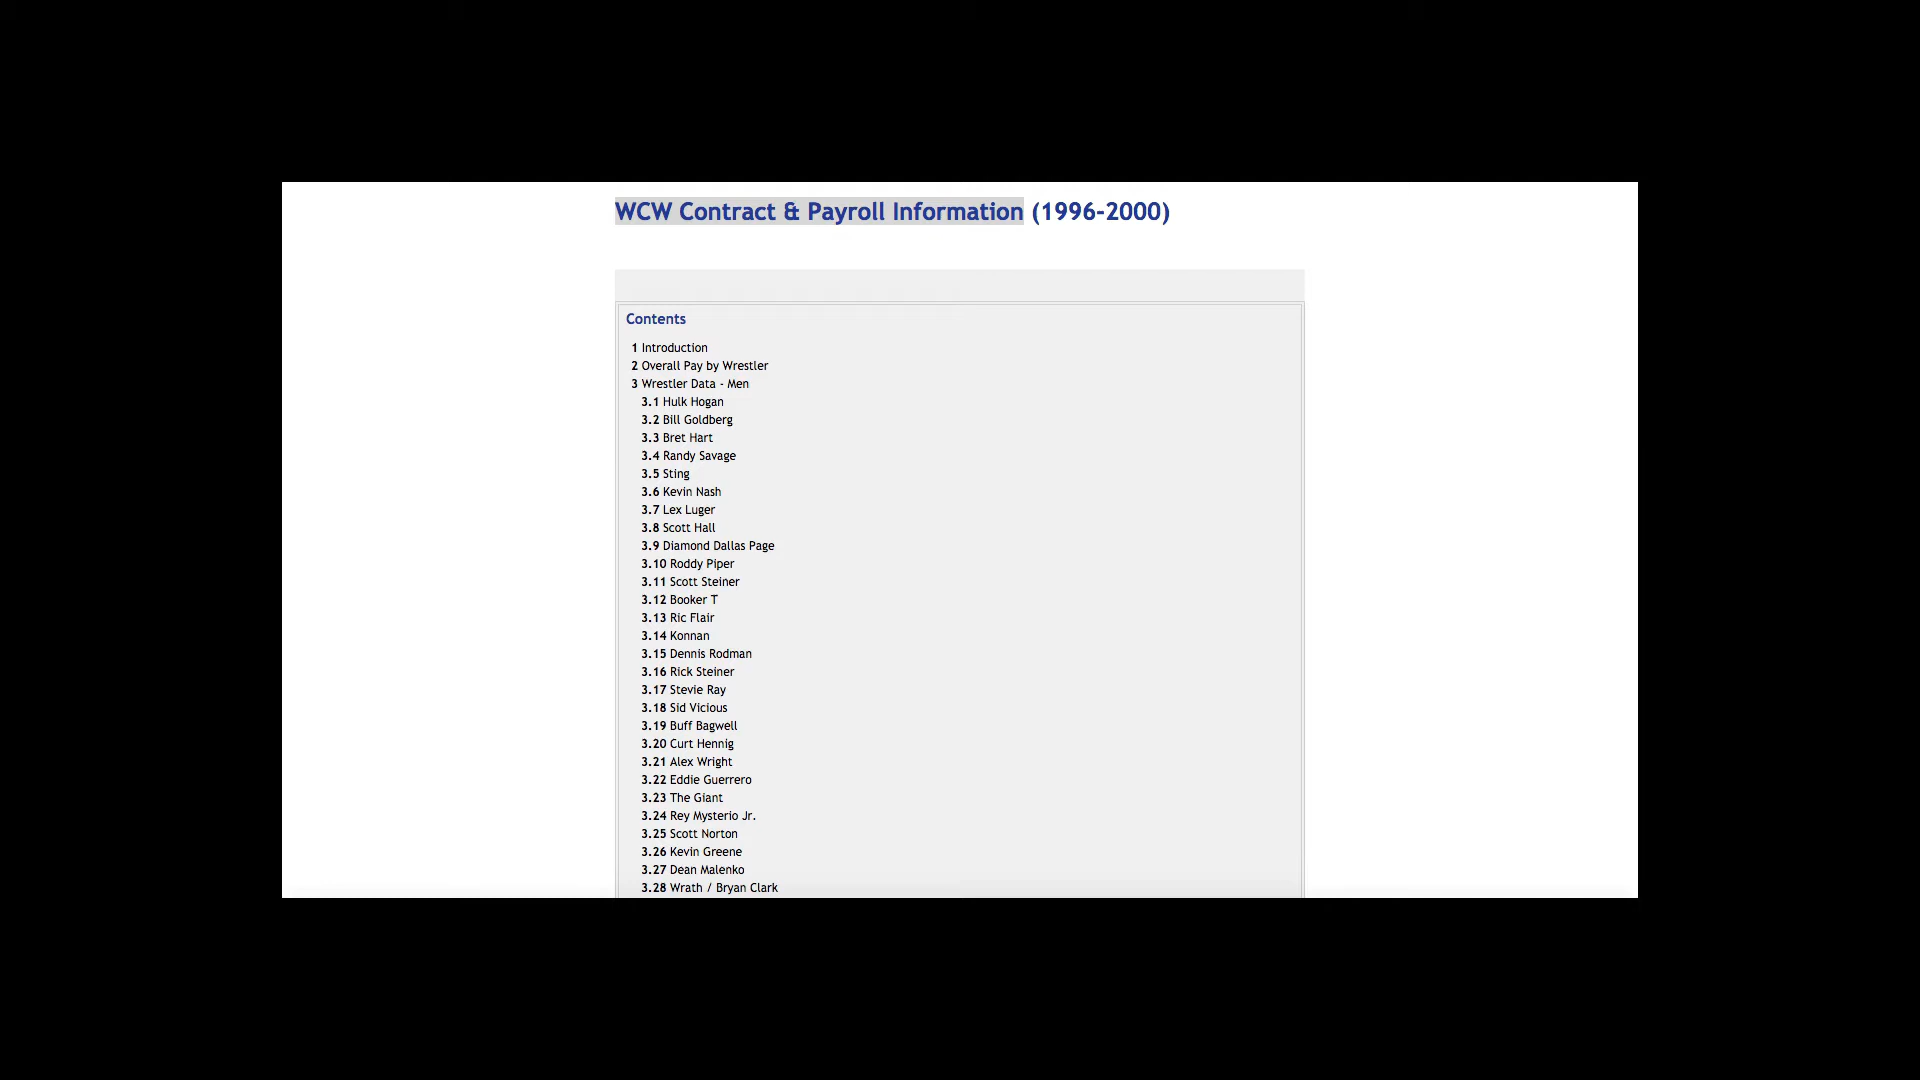 WCW Contract & Payroll Information (1996-2000)
Contents
1 Introduction
2 Overall Pay by Wrestler
3 Wrestler Data - Men
3.1 Hulk Hogan
3.2 Bill Goldberg
3.3 Bret Hart
3.4 Randy Savage
3.5 Sting
3.6 Kevin Nash
3.7 Lex Luger
3.8 Scott Hall
3.9 Diamond Dallas Page
3.10 Roddy Piper
3.11 Scott Steiner
3.12 Booker T
3.13 Ric Flair
3.14 Konnan
3.15 Dennis Rodman
3.16 Rick Steiner
3.17 Stevie Ray
3.18 Sid Vicious
3.19 Buff Bagwell
3.20 Curt Hennig
3.21 Alex Wright
3.22 Eddie Guerrero
3.23 The Giant
3.24 Rey Mysterio Jr.
3.25 Scott Norton
3.26 Kevin Greene
3.27 Dean Malenko
3.28 Wrath / Bryan Clark